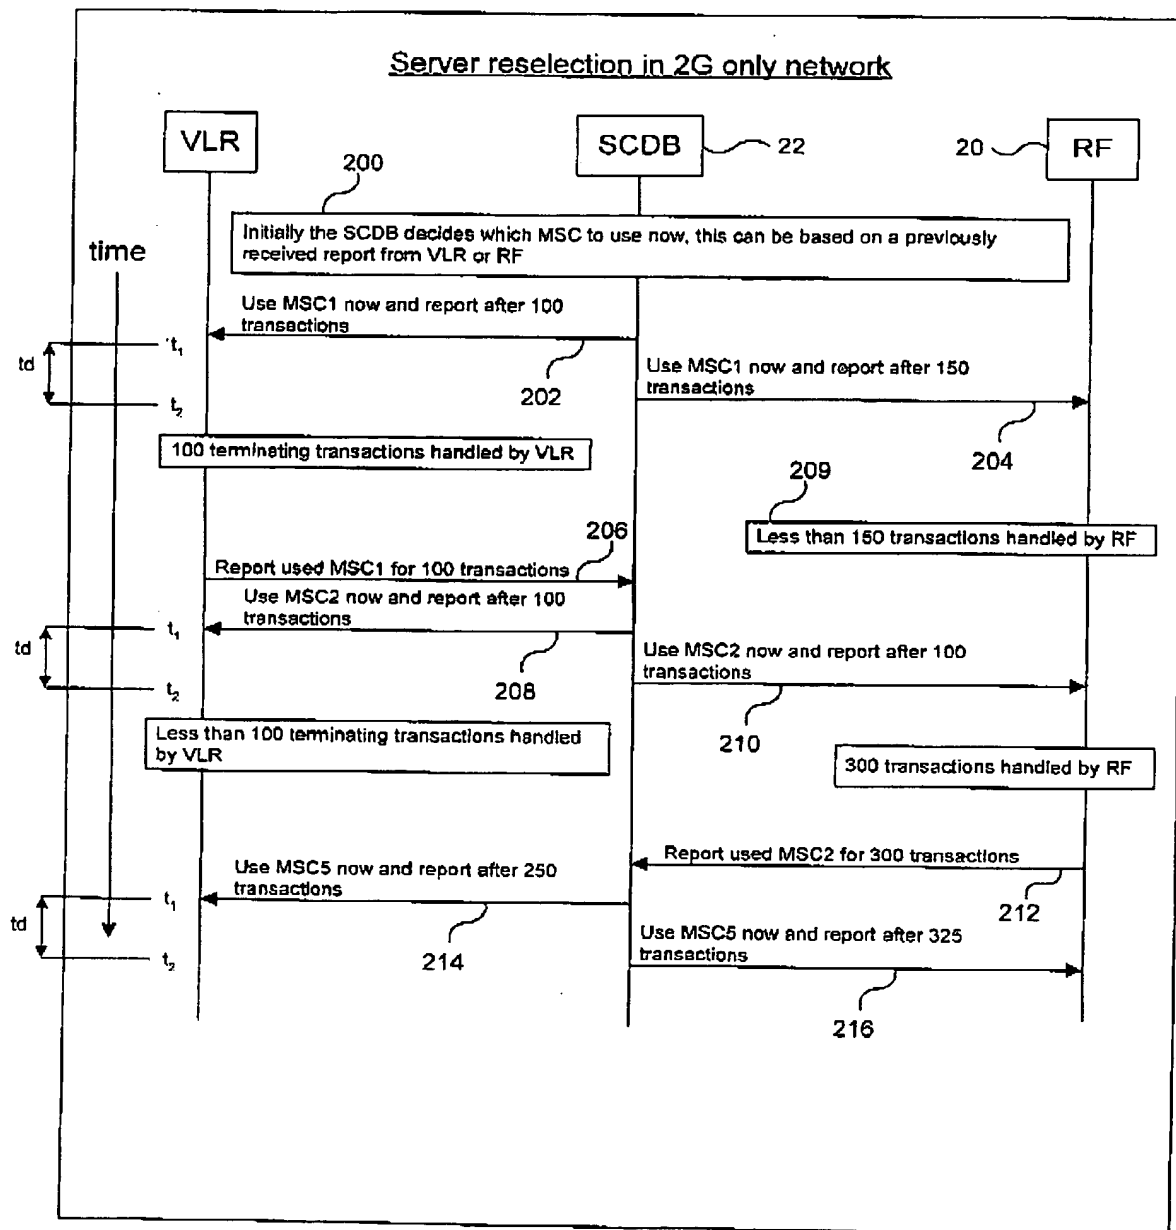 Server reselection in 2G only network
VLR
SCDB
22
20
RF
200
time
Initially the SCDB decides which MSC to use now, this can be based on a previously
received report from VLR or RF
Use MSC1 now and report after 100
transactions
t1
td
202
Use MSC1 now and report after 150
transactions
t2
204
100 terminating transactions handled by VLR
209
Less than 150 transactions handled by RF
206
Report used MSC1 for 100 transactions
Use MSC2 now and report after 100
transactions
t1
td
208
Use MSC2 now and report after 100
transactions
t2
210
Less than 100 terminating transactions handled
by VLR
300 transactions handled by RF
Report used MSC2 for 300 transactions
212
Use MSC5 now and report after 250
transactions
t1
td
214
Use MSC5 now and report after 325
transactions
t2
216